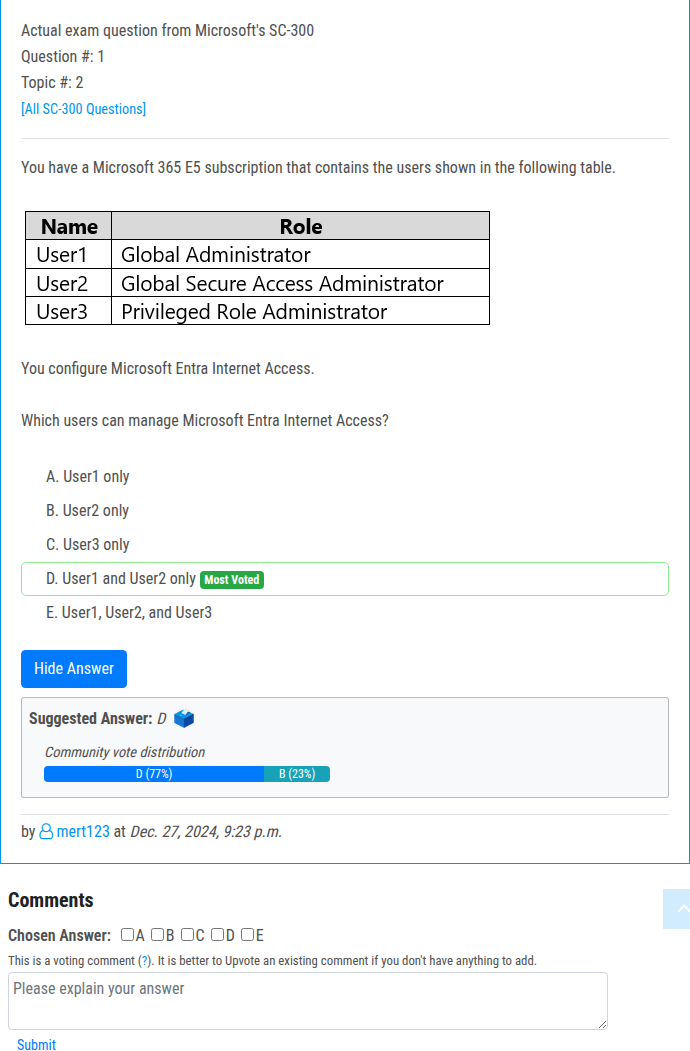 Actual exam question from Microsoft's SC-300
Question #: 1
Topic #: 2
[All SC-300 Questions]
You have a Microsoft 365 E5 subscription that contains the users shown in the following table.
Name Role
User1 Global Administrator
User2 Global Secure Access Administrator
User3 Privileged Role Administrator
You configure Microsoft Entra Internet Access.
Which users can manage Microsoft Entra Internet Access?
A. User1 only
B. User2 only
C. User3 only
D. User1 and User2 only Most Voted
E. User1, User2, and User3
Hide Answer
Suggested Answer: D
Community vote distribution
D (77%) B (23%)
by mert123 at Dec. 27, 2024, 9:23 p.m.
Comments
Chosen Answer: A B C D E
This is a voting comment (?). It is better to Upvote an existing comment if you don't have anything to add.
Please explain your answer
Submit